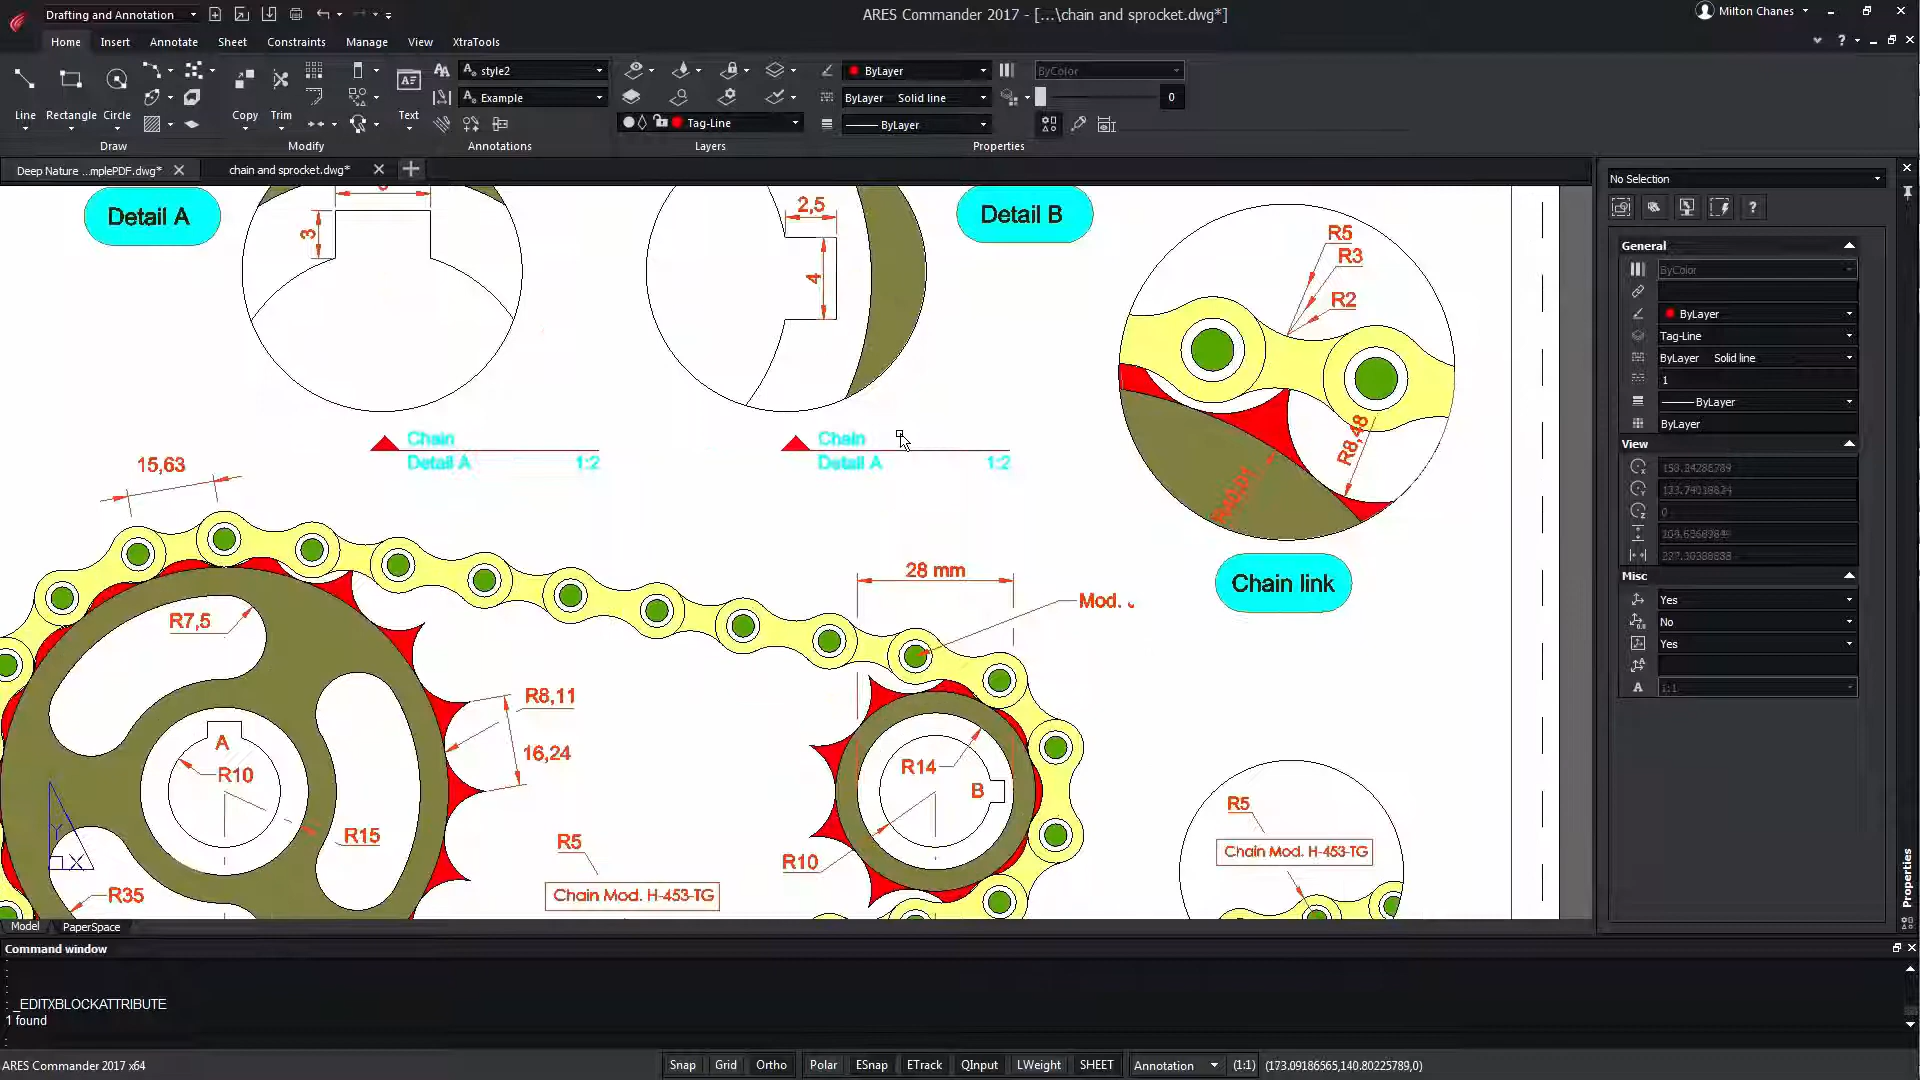 Drafting and Annotation
ARES Commander 2017 - [...\chain and sprocket.dwg*]
Milton Chanes
Home Insert Annotate Sheet Constraints Manage View XtraTools
style2
Example
Line Rectangle Circle Copy Trim Text
Tag-Line
ByLayer
ByLayer Solid line
ByLayer
ByColor
0
Draw Modify Annotations Layers Properties
Deep Nature ...mplePDF.dwg* chain and sprocket.dwg*
Detail A
3
2,5
4
Detail B
R5
R3
R2
R8,48
Chain
Detail A 1:2
Chain
Detail A 1:2
15,63
28 mm
Mod.
Chain link
R7,5
R8,11
16,24
A
R10
R15
R35
R14
B
R10
R5
Chain Mod. H-453-TG
R5
Chain Mod. H-453-TG
Y
X
No Selection
General
ByColor
ByLayer
Tag-Line
ByLayer Solid line
1
ByLayer
ByLayer
View
0
Misc
Yes
No
Yes
1:1
Properties
Model PaperSpace
Command window
:
:
: _EDITXBLOCKATTRIBUTE
1 found
:
ARES Commander 2017 x64
Snap Grid Ortho Polar ESnap ETrack QInput LWeight SHEET Annotation (1:1) (173.09186565,140.80225789,0)